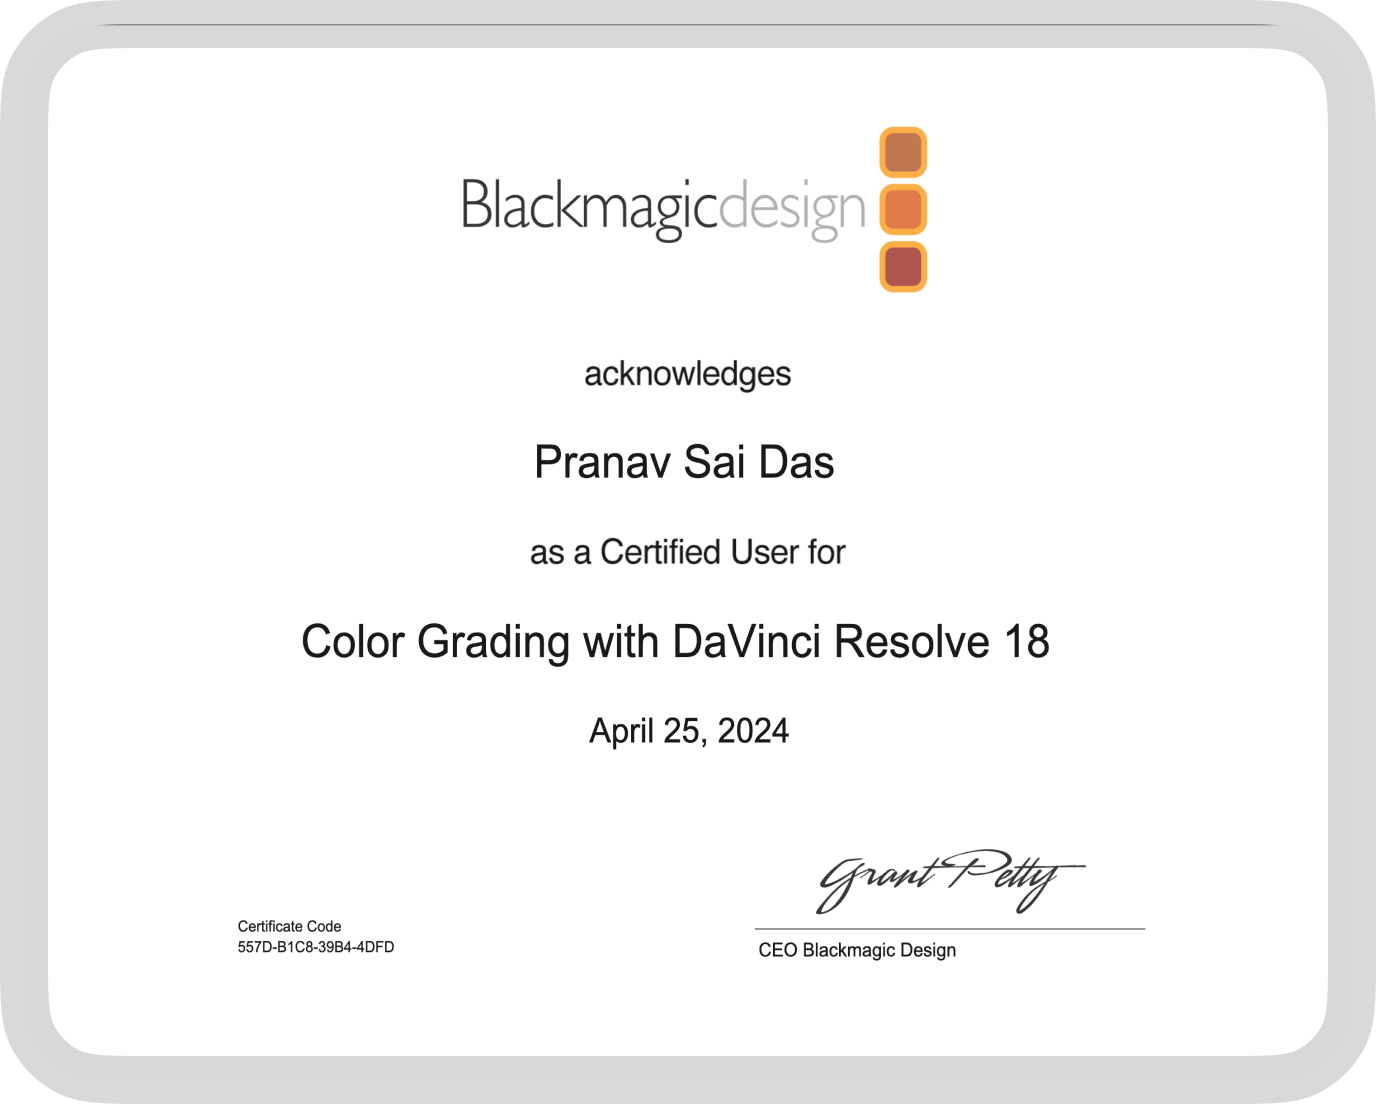 Blackmagicdesign
acknowledges
Pranav Sai Das
as a Certified User for
Color Grading with DaVinci Resolve 18
April 25, 2024
Grant Petty
Certificate Code
557D-B1C8-39B4-4DFD
CEO Blackmagic Design